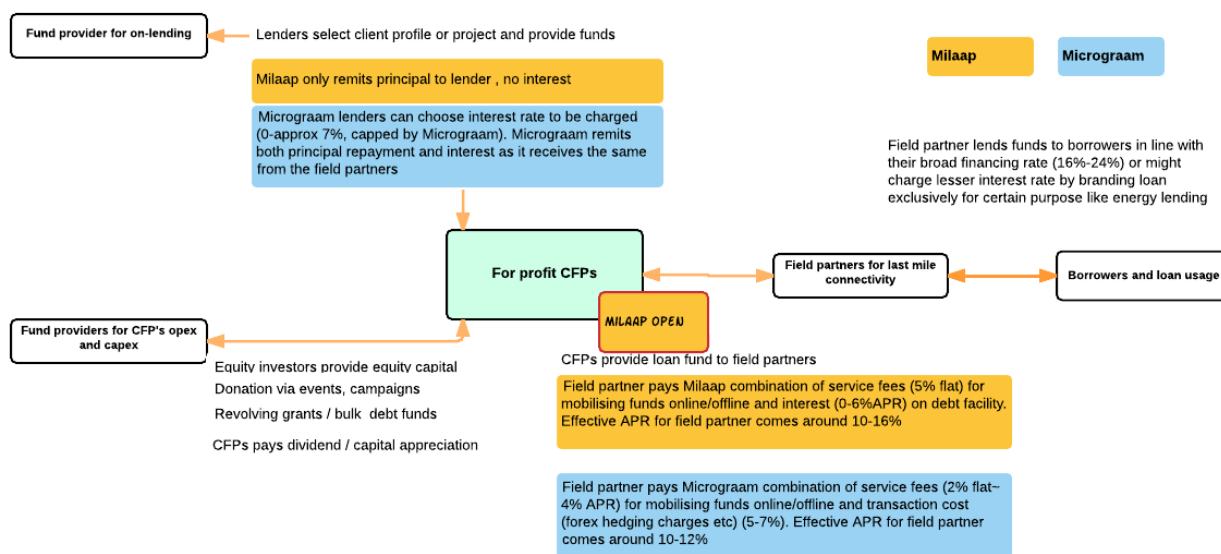 Fund provider for on-lending
Lenders select client profile or project and provide funds
Milaap
Micrograam
Milaap only remits principal to lender , no interest
Micrograam lenders can choose interest rate to be charged
(0-approx 7%, capped by Micrograam). Micrograam remits
both principal repayment and interest as it receives the same
from the field partners
Field partner lends funds to borrowers in line with
their broad financing rate (16%-24%) or might
charge lesser interest rate by branding loan
exclusively for certain purpose like energy lending
For profit CFPs
Field partners for last mile
connectivity
Borrowers and loan usage
MILAAP OPEN
Fund providers for CFP's opex
and capex
Equity investors provide equity capital
Donation via events, campaigns
Revolving grants / bulk debt funds
CFPs pays dividend / capital appreciation
CFPs provide loan fund to field partners
Field partner pays Milaap combination of service fees (5% flat) for
mobilising funds online/offline and interest (0-6%APR) on debt facility.
Effective APR for field partner comes around 10-16%
Field partner pays Micrograam combination of service fees (2% flat~
4% APR) for mobilising funds online/offline and transaction cost
(forex hedging charges etc) (5-7%). Effective APR for field partner
comes around 10-12%